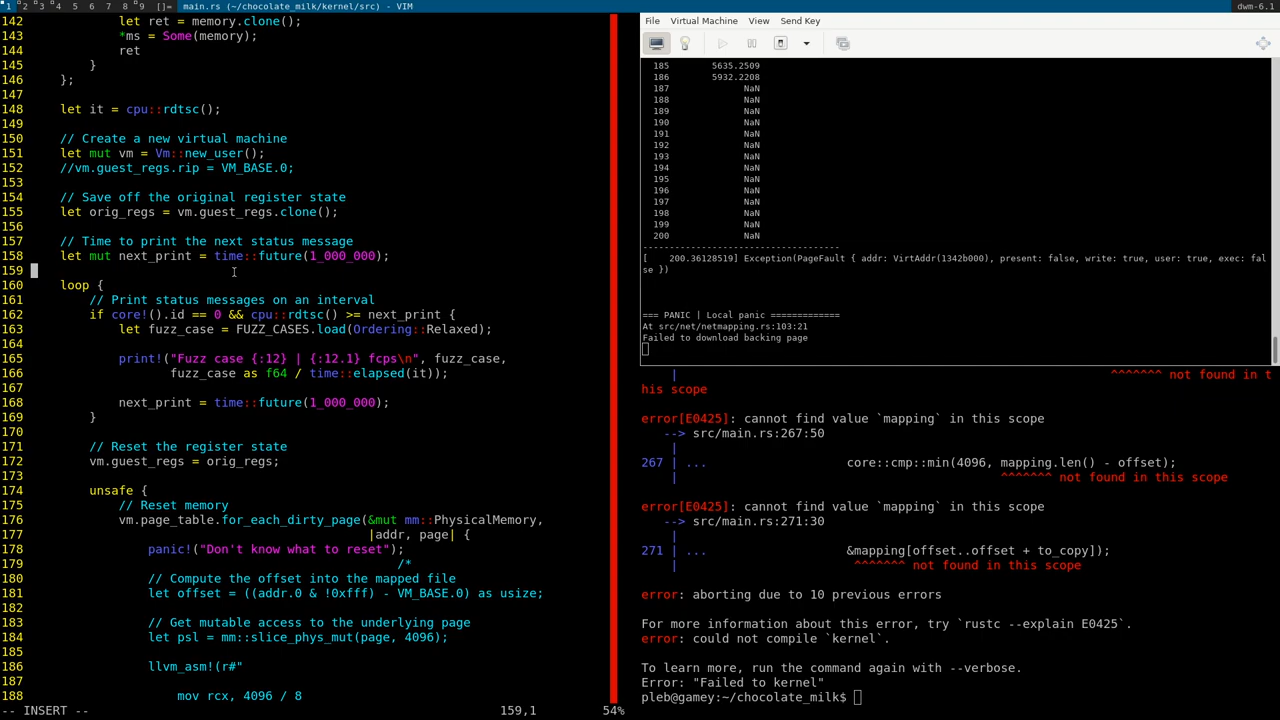 1 2 3 4 5 6 7 8 9 []= main.rs (~/chocolate_milk/kernel/src) - VIM dwm-6.1
142             let ret = memory.clone();
143             *ms = Some(memory);
144             ret
145         }
146     };
147
148     let it = cpu::rdtsc();
149
150     // Create a new virtual machine
151     let mut vm = Vm::new_user();
152     //vm.guest_regs.rip = VM_BASE.0;
153
154     // Save off the original register state
155     let orig_regs = vm.guest_regs.clone();
156
157     // Time to print the next status message
158     let mut next_print = time::future(1_000_000);
159
160     loop {
161         // Print status messages on an interval
162         if core!().id == 0 && cpu::rdtsc() >= next_print {
163             let fuzz_case = FUZZ_CASES.load(Ordering::Relaxed);
164
165             print!("Fuzz case {:12} | {:12.1} fcps\n", fuzz_case,
166                    fuzz_case as f64 / time::elapsed(it));
167
168             next_print = time::future(1_000_000);
169         }
170
171         // Reset the register state
172         vm.guest_regs = orig_regs;
173
174         unsafe {
175             // Reset memory
176             vm.page_table.for_each_dirty_page(&mut mm::PhysicalMemory,
177                                               |addr, page| {
178                 panic!("Don't know what to reset");
179                                                   /*
180                 // Compute the offset into the mapped file
181                 let offset = ((addr.0 & !0xfff) - VM_BASE.0) as usize;
182
183                 // Get mutable access to the underlying page
184                 let psl = mm::slice_phys_mut(page, 4096);
185
186                 llvm_asm!(r#"
187
188                     mov rcx, 4096 / 8
-- INSERT -- 159,1 54%
File Virtual Machine View Send Key
185 5635.2509
186 5932.2208
187 NaN
188 NaN
189 NaN
190 NaN
191 NaN
192 NaN
193 NaN
194 NaN
195 NaN
196 NaN
197 NaN
198 NaN
199 NaN
200 NaN
-----------------------------------
[    200.36128519] Exception(PageFault { addr: VirtAddr(1342b000), present: false, write: true, user: true, exec: fal
se })
=== PANIC | Local panic =============
At src/net/netmapping.rs:103:21
Failed to download backing page
    |                                                           ^^^^^^^ not found in t
his scope
error[E0425]: cannot find value `mapping` in this scope
   --> src/main.rs:267:50
    |
267 | ...                   core::cmp::min(4096, mapping.len() - offset);
    |                                            ^^^^^^^ not found in this scope
error[E0425]: cannot find value `mapping` in this scope
   --> src/main.rs:271:30
    |
271 | ...                   &mapping[offset..offset + to_copy]);
    |                        ^^^^^^^ not found in this scope
error: aborting due to 10 previous errors
For more information about this error, try `rustc --explain E0425`.
error: could not compile `kernel`.
To learn more, run the command again with --verbose.
Error: "Failed to kernel"
pleb@gamey:~/chocolate_milk$